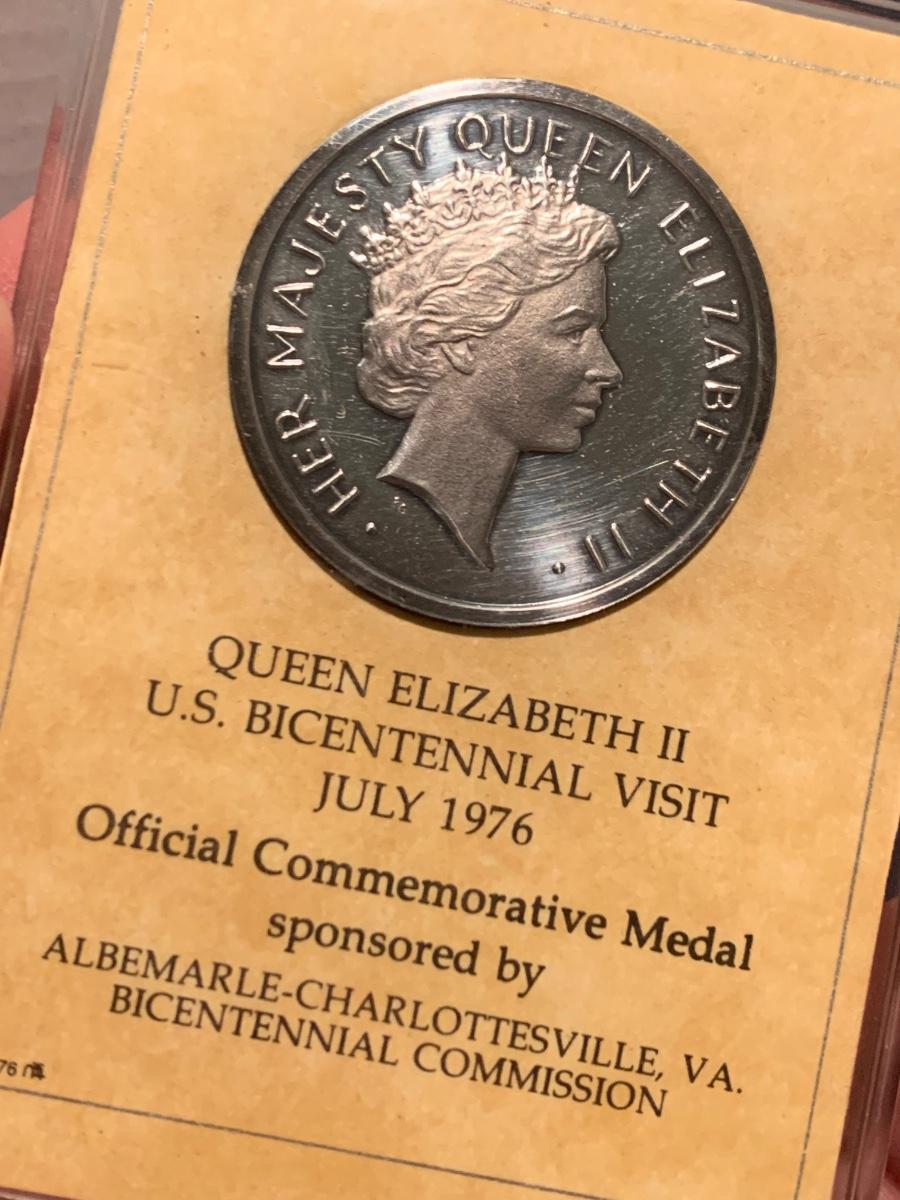 · HER MAJESTY QUEEN ELIZABETH II ·
QUEEN ELIZABETH II
U.S. BICENTENNIAL VISIT
JULY 1976
Official Commemorative Medal
sponsored by
ALBEMARLE-CHARLOTTESVILLE, VA.
BICENTENNIAL COMMISSION
76